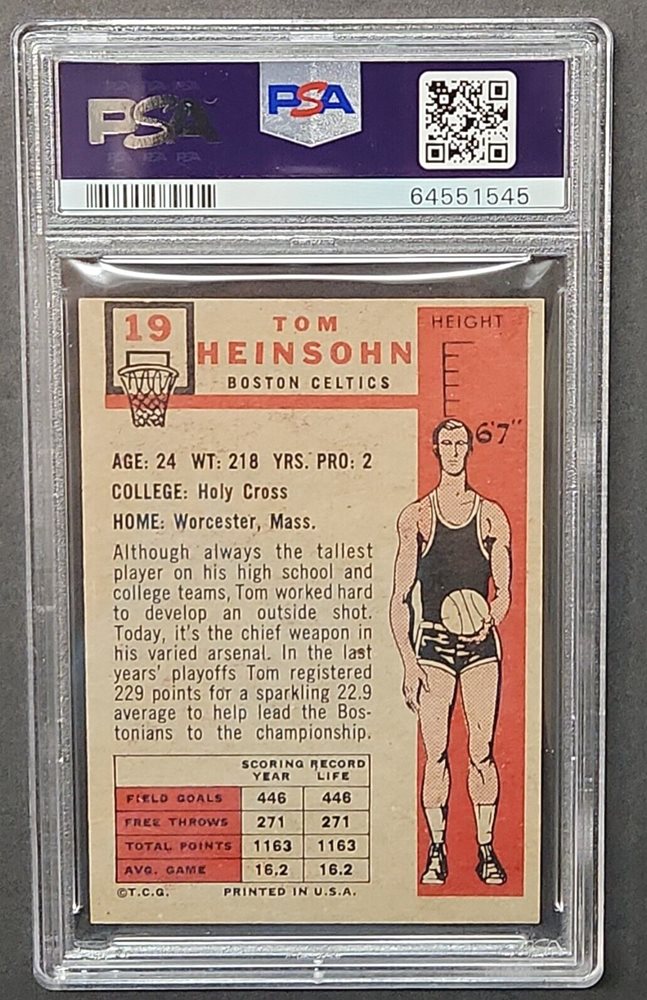 PSA PSA
64551545
19 TOM HEIGHT
HEINSOHN
BOSTON CELTICS
6'7"
AGE: 24 WT: 218 YRS. PRO: 2
COLLEGE: Holy Cross
HOME: Worcester, Mass.
Although always the tallest
player on his high school and
college teams, Tom worked hard
to develop an outside shot.
Today, it's the chief weapon in
his varied arsenal. In the last
years' playoffs Tom registered
229 points for a sparkling 22.9
average to help lead the Bos-
tonians to the championship.
SCORING RECORD
YEAR LIFE
FIELD GOALS 446 446
FREE THROWS 271 271
TOTAL POINTS 1163 1163
AVG. GAME 16.2 16.2
©T.C.G. PRINTED IN U.S.A.
PSA